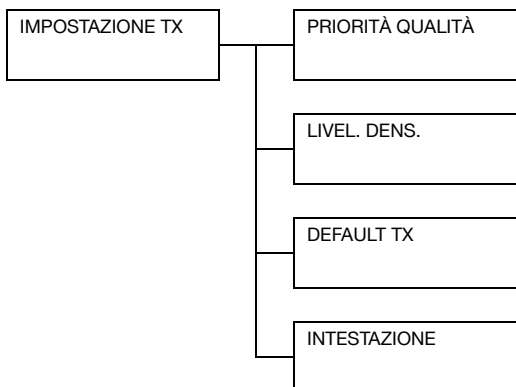 IMPOSTAZIONE TX
PRIORITÀ QUALITÀ
LIVEL. DENS.
DEFAULT TX
INTESTAZIONE